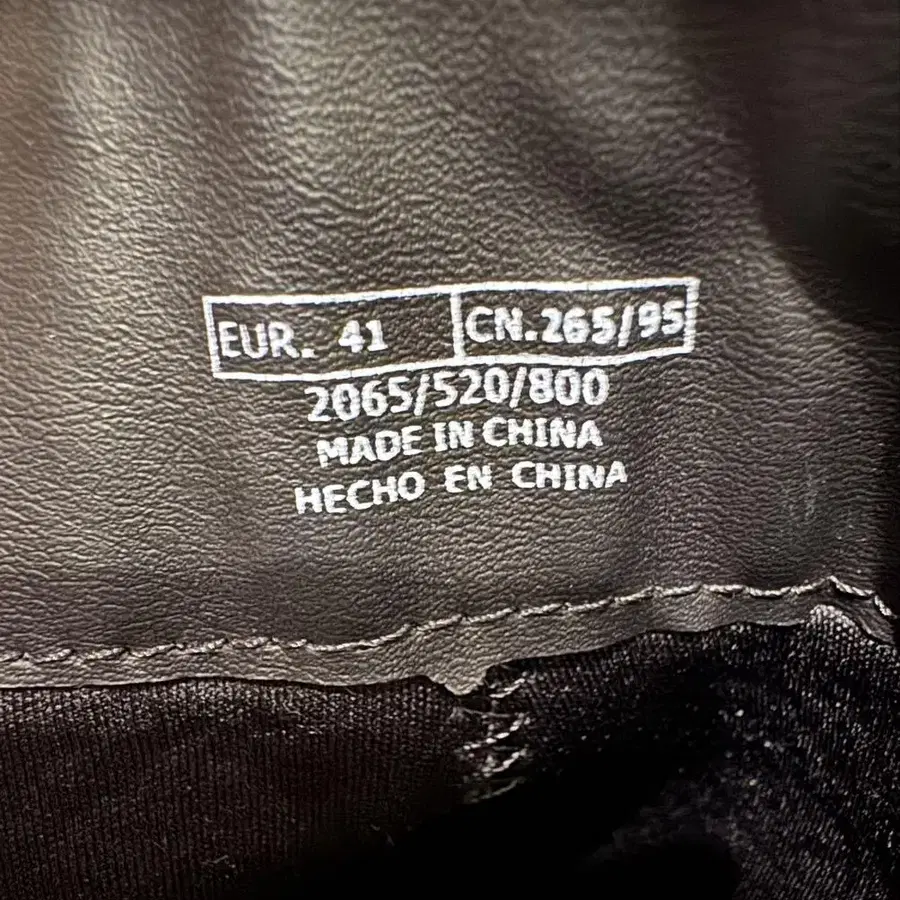 EUR. 41 CN.265/95
2065/520/800
MADE IN CHINA
HECHO EN CHINA